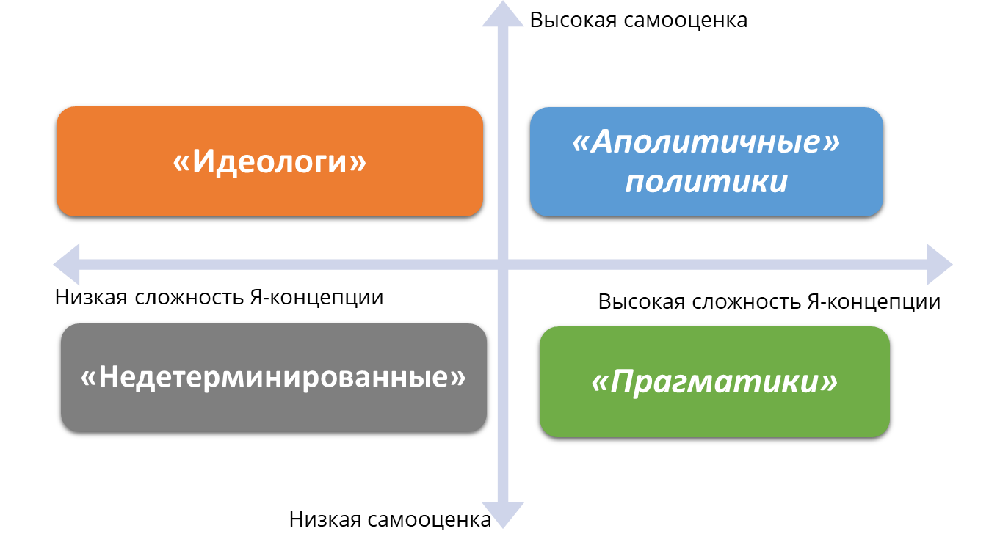 Высокая самооценка
«Идеологи»
«Аполитичные»
политики
Низкая сложность Я-концепции
Высокая сложность Я-концепции
«Недетерминированные»
«Прагматики»
Низкая самооценка